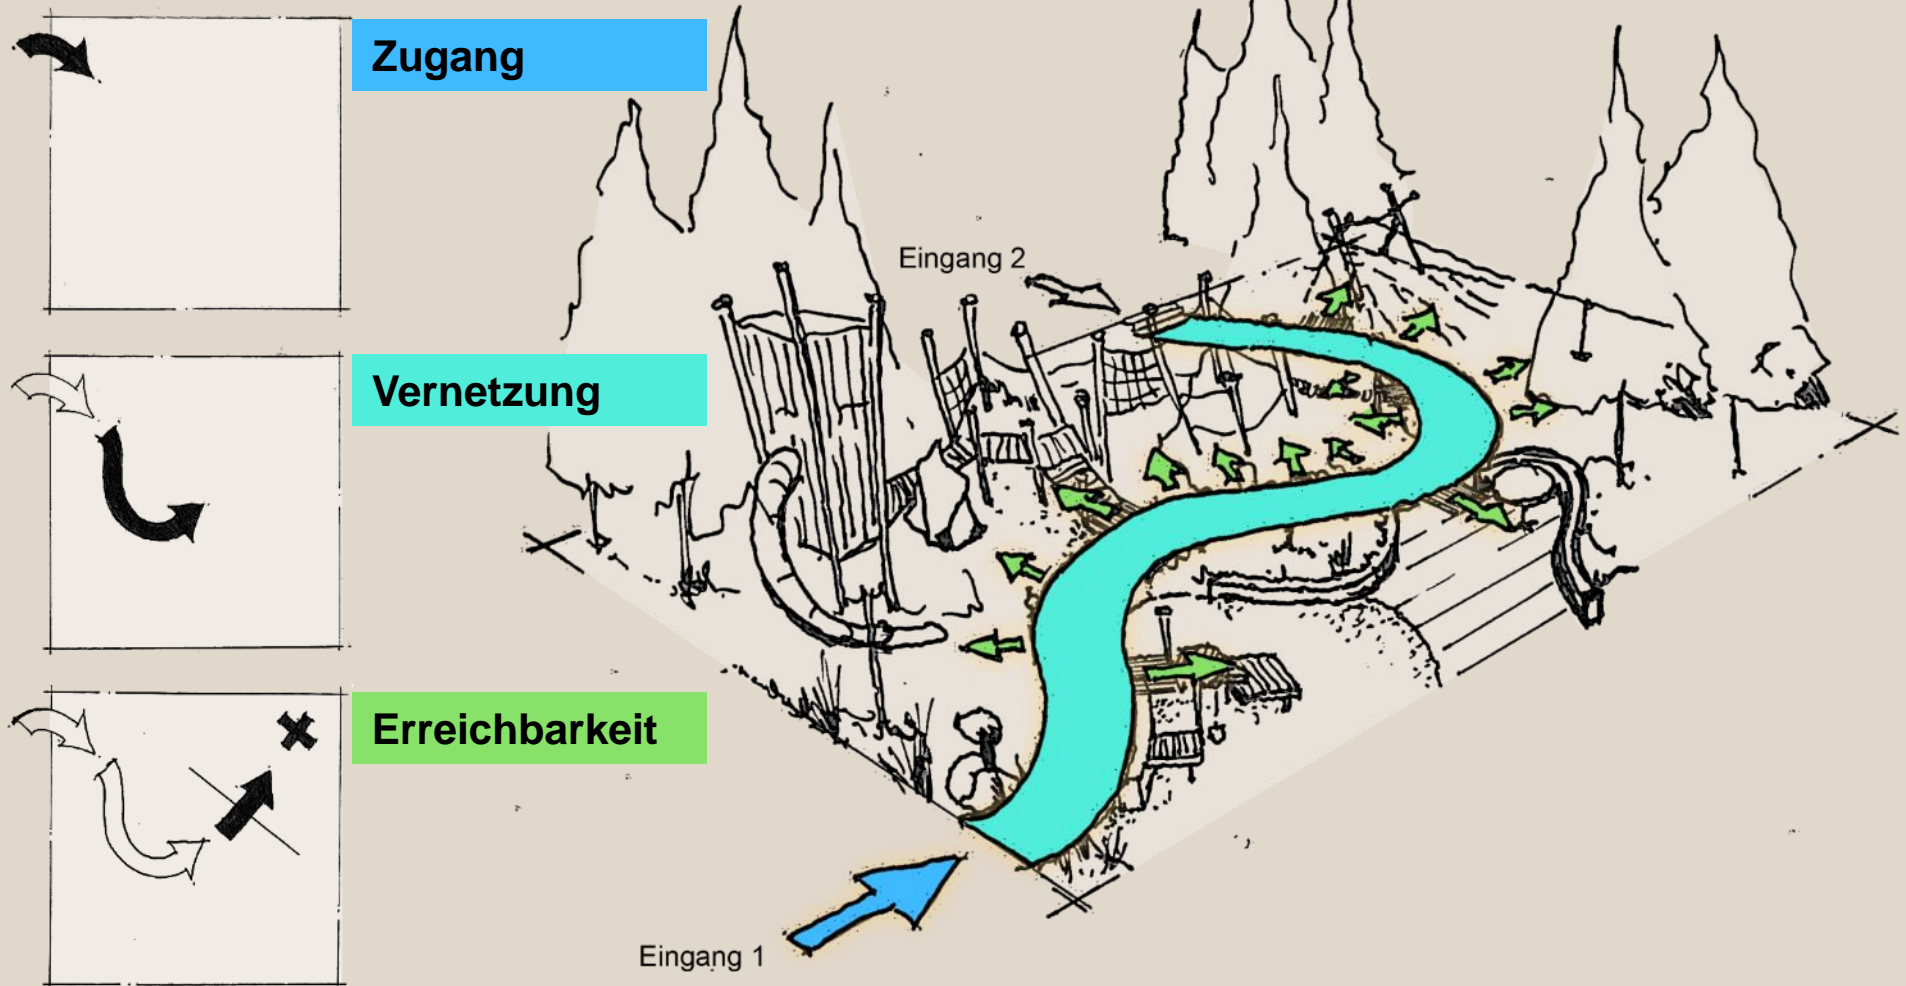 Zugang
Eingang 2
Vernetzung
Erreichbarkeit
Eingang 1